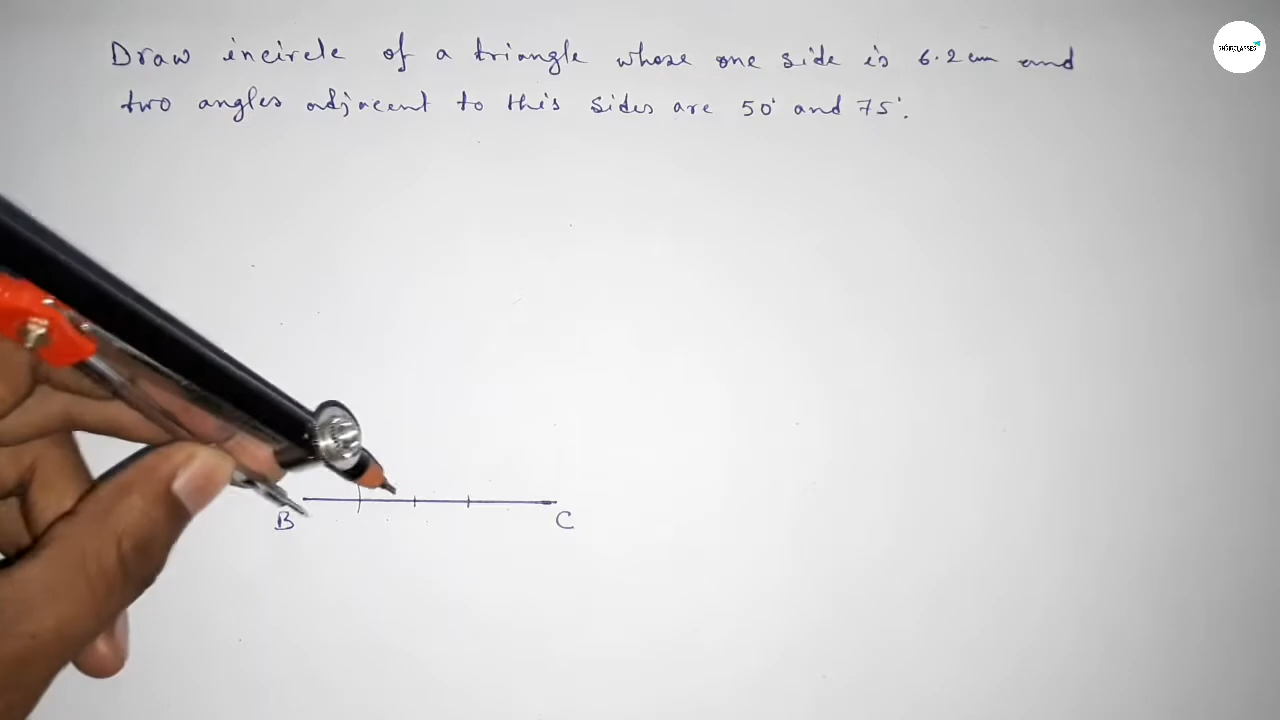 Draw incircle of a triangle whose one side is 6.2 cm and
two angles adjacent to this sides are 50° and 75°.
B
C